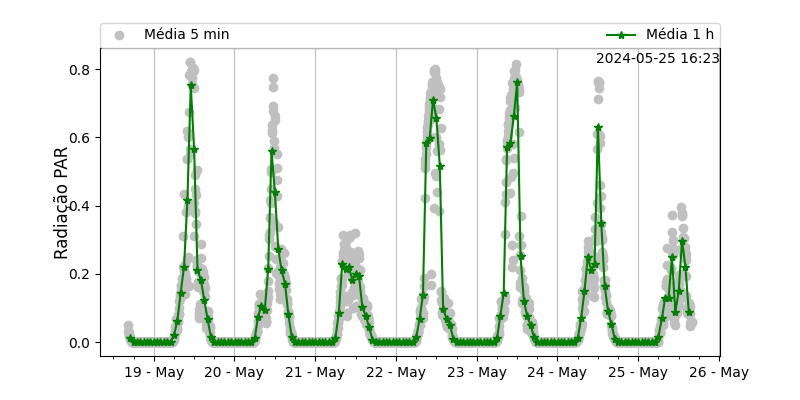 Média 5 min
Média 1 h
2024-05-25 16:23
Radiação PAR
0.8
0.6
0.4
0.2
0.0
19 - May
20 - May
21 - May
22 - May
23 - May
24 - May
25 - May
26 - May